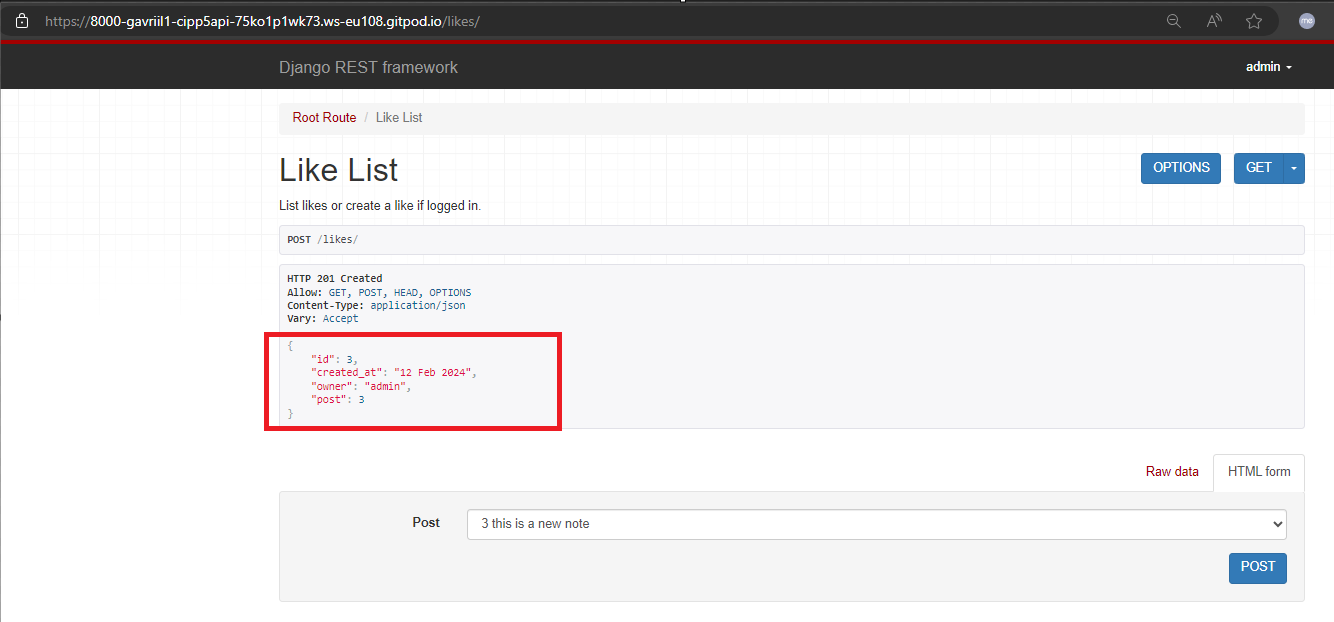 https://8000-gavriil1-cipp5api-75ko1p1wk73.ws-eu108.gitpod.io/likes/
me
Django REST framework
admin
Root Route / Like List
Like List
OPTIONS
GET
List likes or create a like if logged in.
POST /likes/
HTTP 201 Created
Allow: GET, POST, HEAD, OPTIONS
Content-Type: application/json
Vary: Accept
{
"id": 3,
"created_at": "12 Feb 2024",
"owner": "admin",
"post": 3
}
Raw data
HTML form
Post
3 this is a new note
POST